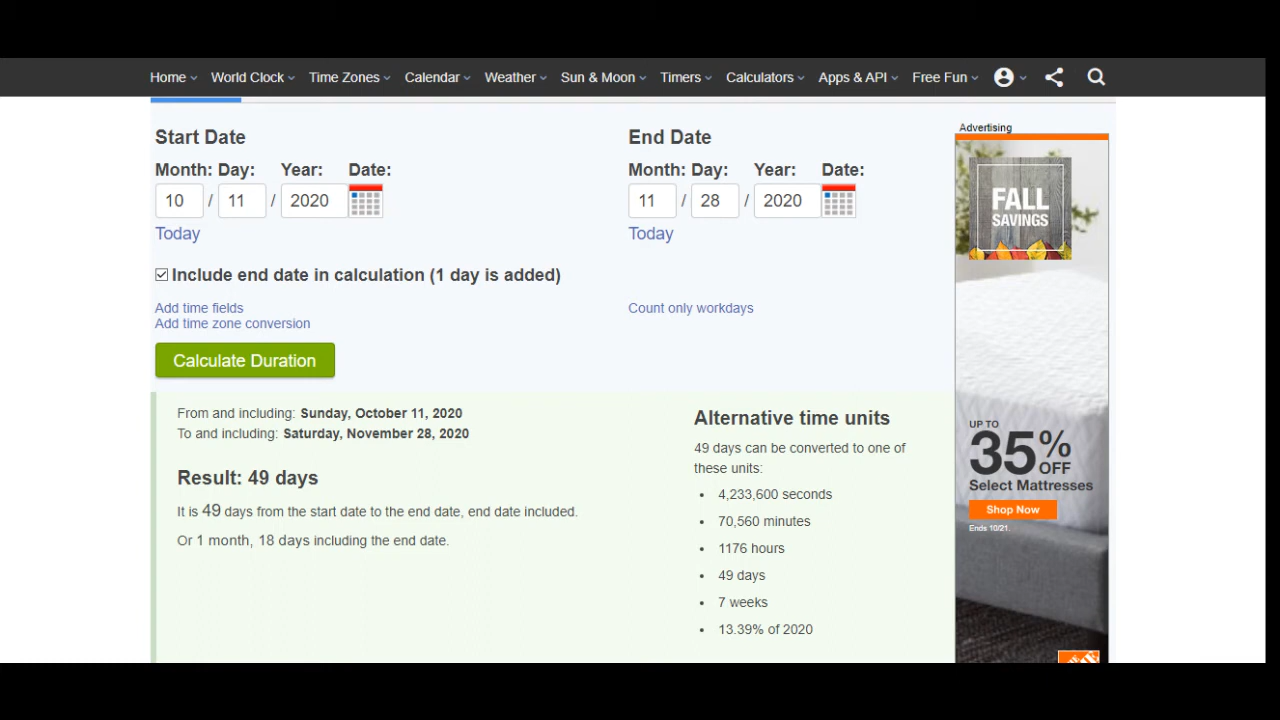 Home World Clock Time Zones Calendar Weather Sun & Moon Timers Calculators Apps & API Free Fun
Start Date
Month: Day: Year: Date:
10 / 11 / 2020
Today
End Date
Month: Day: Year: Date:
11 / 28 / 2020
Today
Include end date in calculation (1 day is added)
Add time fields
Add time zone conversion
Count only workdays
Calculate Duration
From and including: Sunday, October 11, 2020
To and including: Saturday, November 28, 2020
Result: 49 days
It is 49 days from the start date to the end date, end date included.
Or 1 month, 18 days including the end date.
Alternative time units
49 days can be converted to one of
these units:
• 4,233,600 seconds
• 70,560 minutes
• 1176 hours
• 49 days
• 7 weeks
• 13.39% of 2020
Advertising
FALL
SAVINGS
UP TO
35% OFF
Select Mattresses
Shop Now
Ends 10/21.